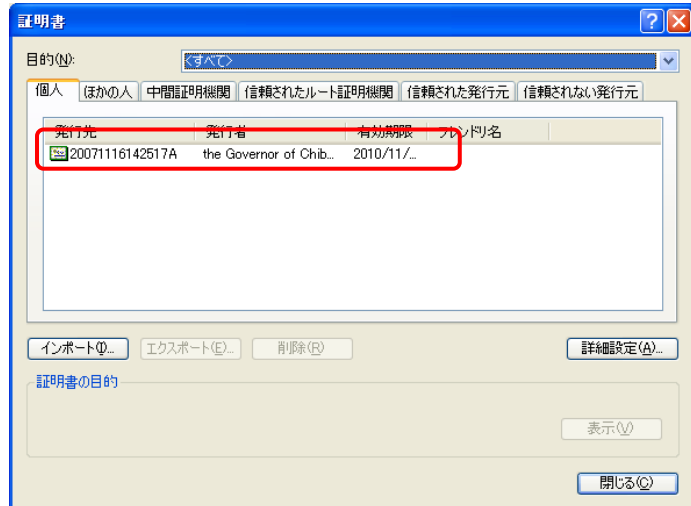 証明書
目的(N): <すべて>
個人 ほかの人 中間証明機関 信頼されたルート証明機関 信頼された発行元 信頼されない発行元
発行先 発行者 有効期限 フレンドリ名
20071116142517A the Governor of Chib... 2010/11/...
インポート(I)... エクスポート(E)... 削除(R) 詳細設定(A)...
証明書の目的
表示(V)
閉じる(C)